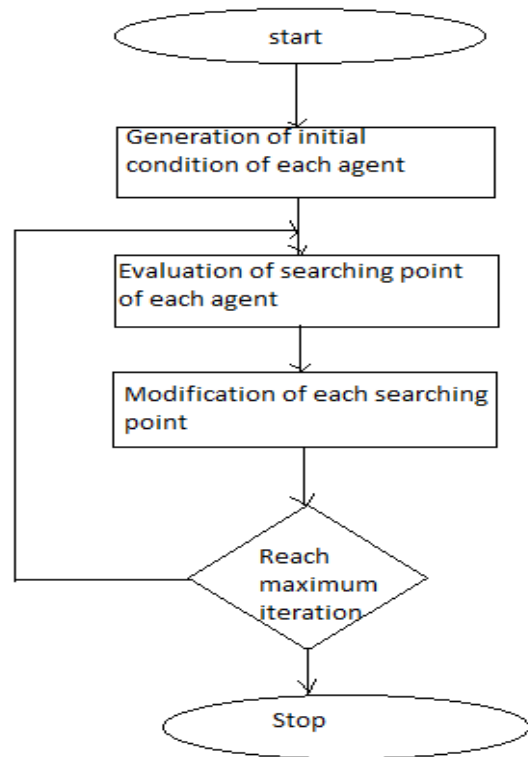 start
Generation of initial
condition of each agent
Evaluation of searching point
of each agent
Modification of each searching
point
Reach
maximum
iteration
Stop